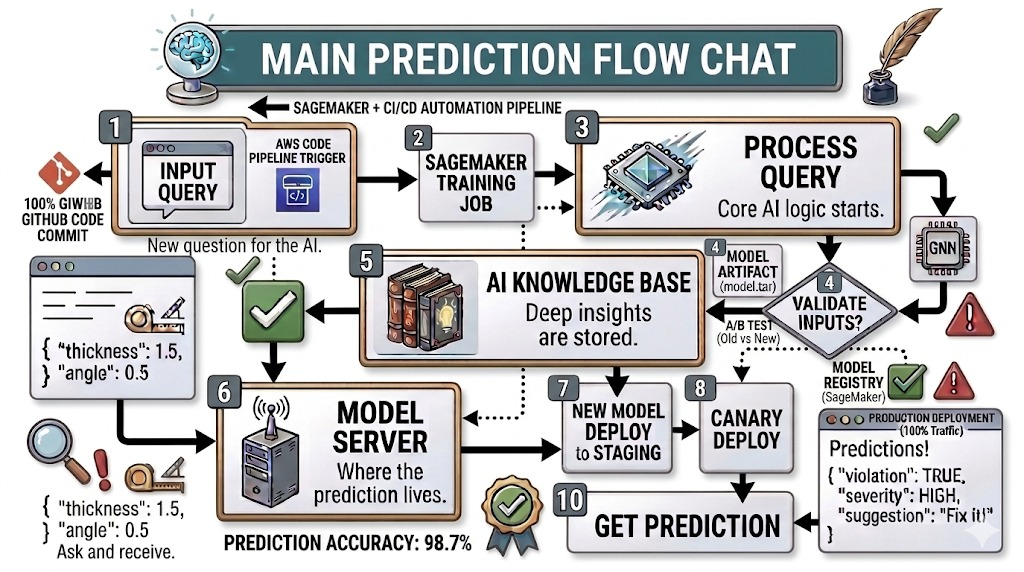 MAIN PREDICTION FLOW CHAT
SAGEMAKER + CI/CD AUTOMATION PIPELINE
1
INPUT
QUERY
AWS CODE
PIPELINE TRIGGER
</>
New question for the AI.
100%
GITHUB CODE
COMMIT
2
SAGEMAKER
TRAINING
JOB
3
PROCESS
QUERY
Core AI logic starts.
GNN
4
MODEL
ARTIFACT
(model.tar)
4
VALIDATE
INPUTS?
A/B TEST
(Old vs New)
MODEL
REGISTRY
(SageMaker)
5
AI KNOWLEDGE BASE
Deep insights
are stored.
{ "thickness": 1.5,
} "angle": 0.5
6
MODEL
SERVER
Where the
prediction lives.
7
NEW MODEL
DEPLOY
to STAGING
8
CANARY
DEPLOY
PRODUCTION DEPLOYMENT
(100% Traffic)
Predictions!
{ "violation": TRUE,
"severity": HIGH,
"suggestion": "Fix it!"
}
10
GET PREDICTION
{ "thickness": 1.5,
} "angle": 0.5
Ask and receive.
PREDICTION ACCURACY: 98.7%